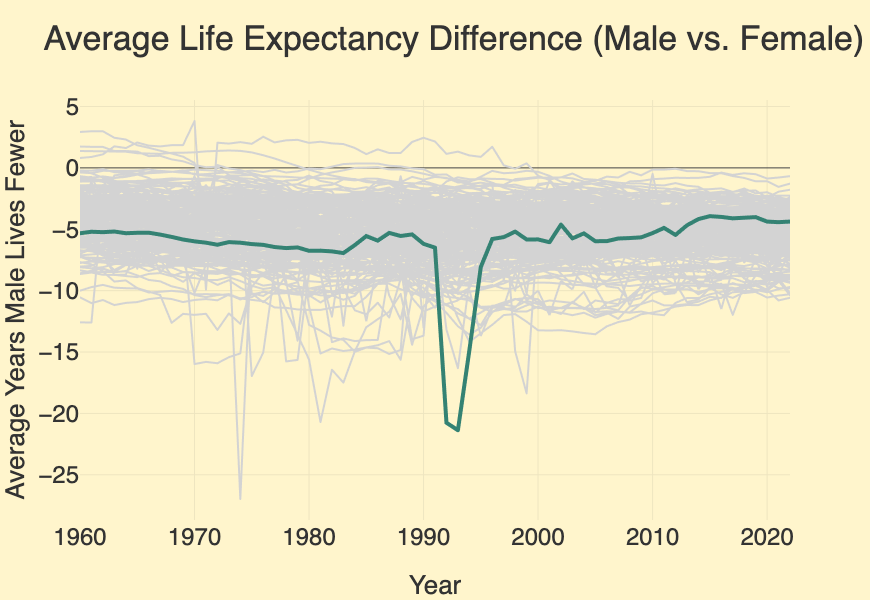 Average Life Expectancy Difference (Male vs. Female)
Average Years Male Lives Fewer
5
0
−5
−10
−15
−20
−25
1960 1970 1980 1990 2000 2010 2020
Year